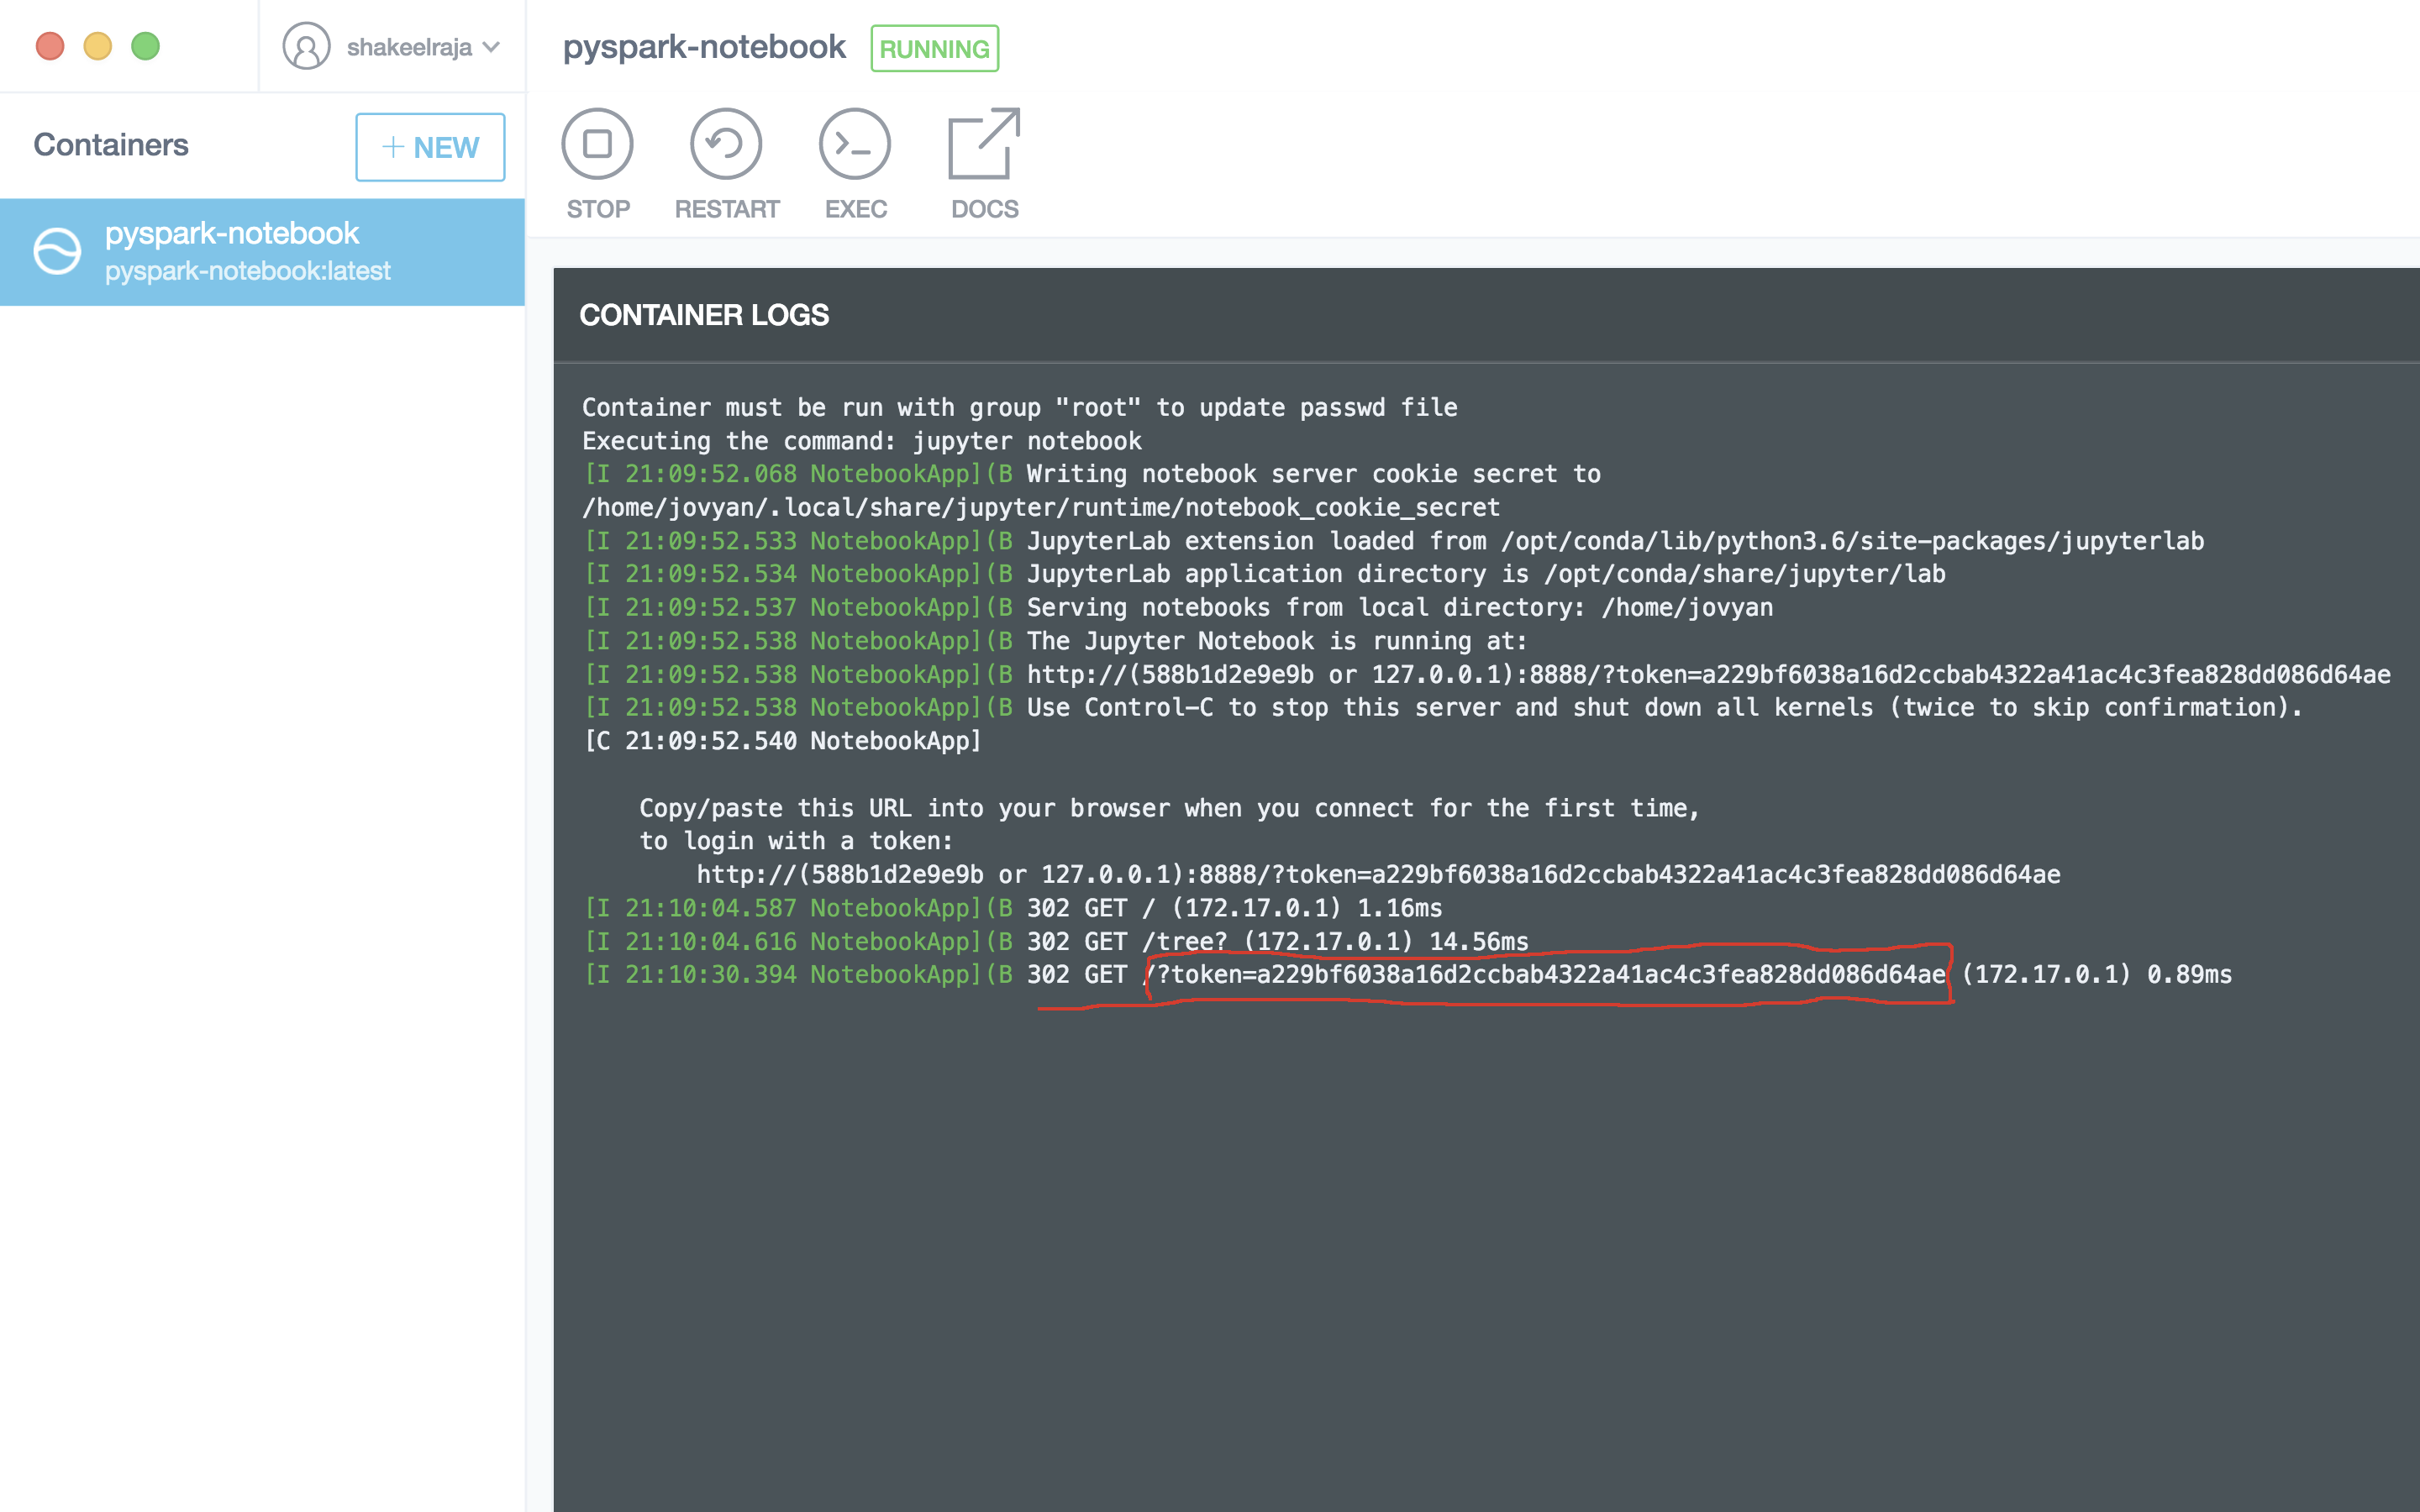 shakeelraja
pyspark-notebook RUNNING
Containers
+ NEW
STOP RESTART EXEC DOCS
pyspark-notebook
pyspark-notebook:latest
CONTAINER LOGS
Container must be run with group "root" to update passwd file
Executing the command: jupyter notebook
[I 21:09:52.068 NotebookApp](B Writing notebook server cookie secret to
/home/jovyan/.local/share/jupyter/runtime/notebook_cookie_secret
[I 21:09:52.533 NotebookApp](B JupyterLab extension loaded from /opt/conda/lib/python3.6/site-packages/jupyterlab
[I 21:09:52.534 NotebookApp](B JupyterLab application directory is /opt/conda/share/jupyter/lab
[I 21:09:52.537 NotebookApp](B Serving notebooks from local directory: /home/jovyan
[I 21:09:52.538 NotebookApp](B The Jupyter Notebook is running at:
[I 21:09:52.538 NotebookApp](B http://(588b1d2e9e9b or 127.0.0.1):8888/?token=a229bf6038a16d2ccbab4322a41ac4c3fea828dd086d64ae
[I 21:09:52.538 NotebookApp](B Use Control-C to stop this server and shut down all kernels (twice to skip confirmation).
[C 21:09:52.540 NotebookApp]
Copy/paste this URL into your browser when you connect for the first time,
to login with a token:
http://(588b1d2e9e9b or 127.0.0.1):8888/?token=a229bf6038a16d2ccbab4322a41ac4c3fea828dd086d64ae
[I 21:10:04.587 NotebookApp](B 302 GET / (172.17.0.1) 1.16ms
[I 21:10:04.616 NotebookApp](B 302 GET /tree? (172.17.0.1) 14.56ms
[I 21:10:30.394 NotebookApp](B 302 GET /?token=a229bf6038a16d2ccbab4322a41ac4c3fea828dd086d64ae (172.17.0.1) 0.89ms